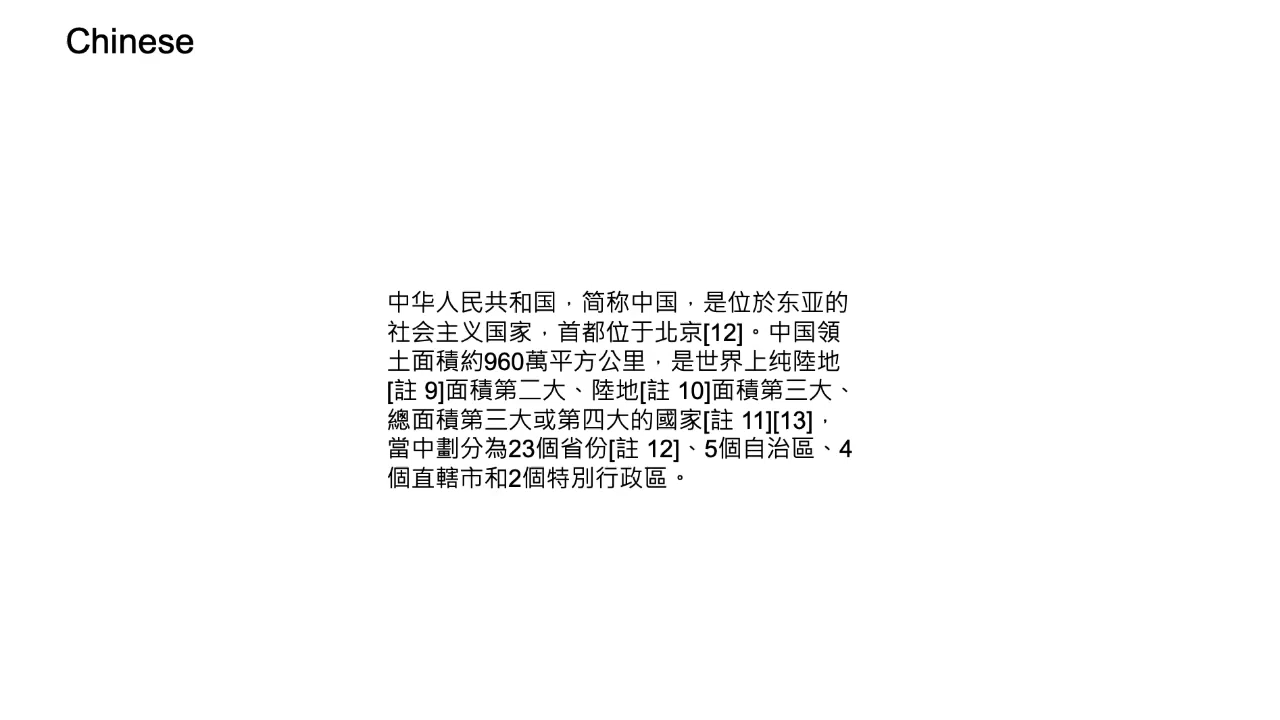 Chinese
中华人民共和国，简称中国，是位於东亚的
社会主义国家，首都位于北京[12]。中国領
土面積約960萬平方公里，是世界上纯陸地
[註 9]面積第二大、陸地[註 10]面積第三大、
總面積第三大或第四大的國家[註 11][13]，
當中劃分為23個省份[註 12]、5個自治區、4
個直轄市和2個特別行政區。